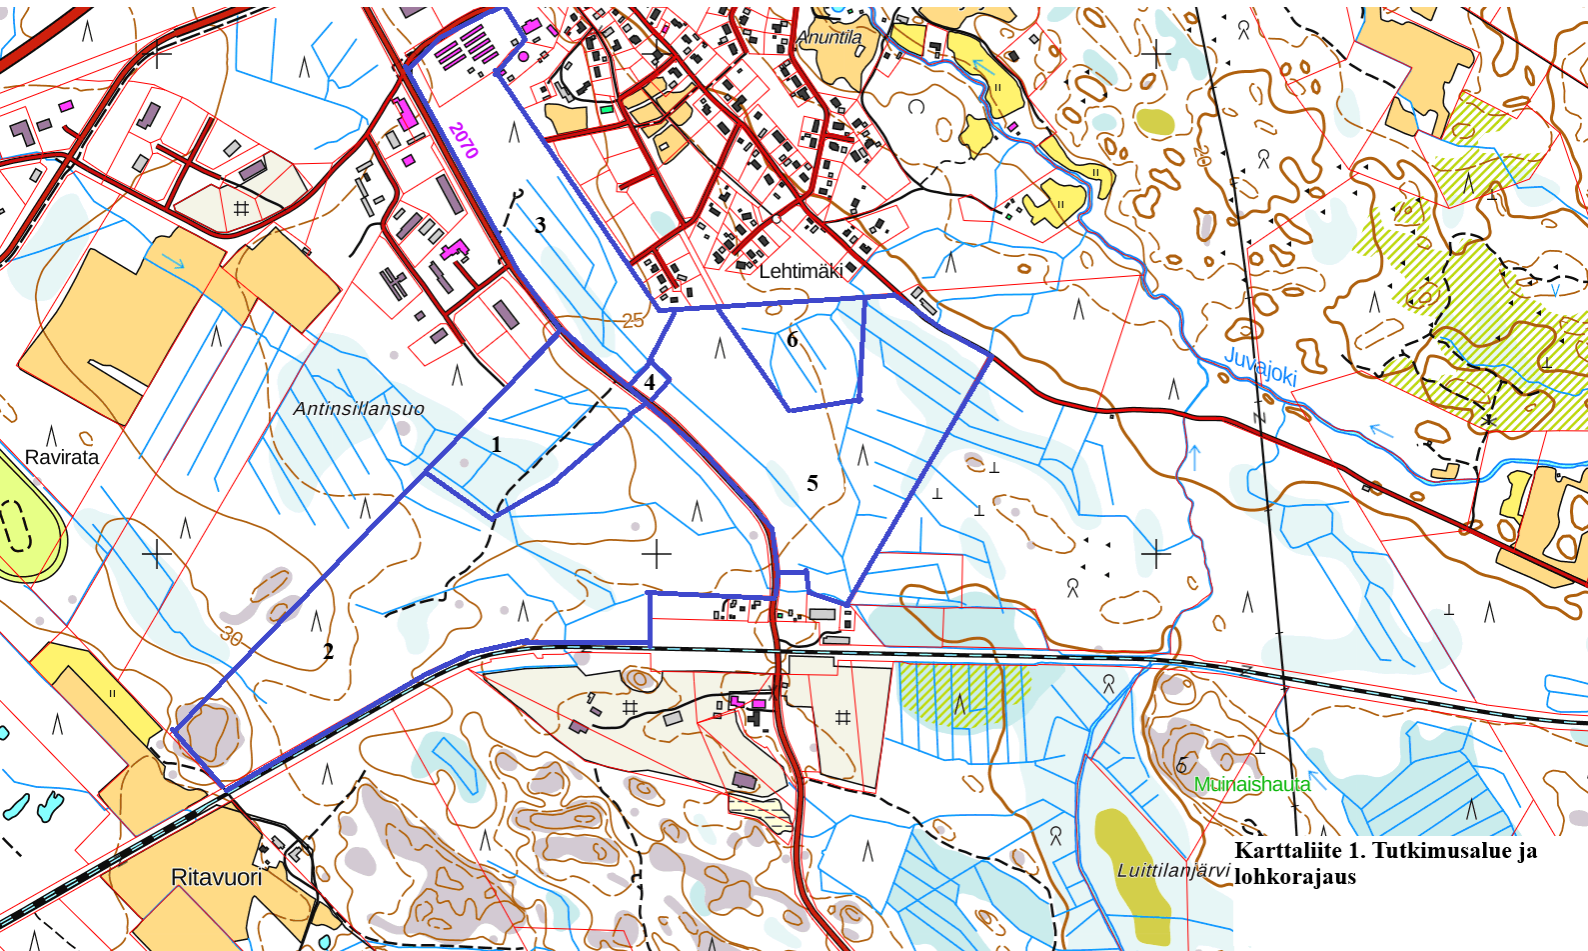 Anuntila
2070
20
3
Lehtimäki
25
6
Juvajoki
4
Antinsillansuo
1
Ravirata
5
30
2
Muinaishauta
Karttaliite 1. Tutkimusalue ja
lohkorajaus
Luittilanjärvi
Ritavuori